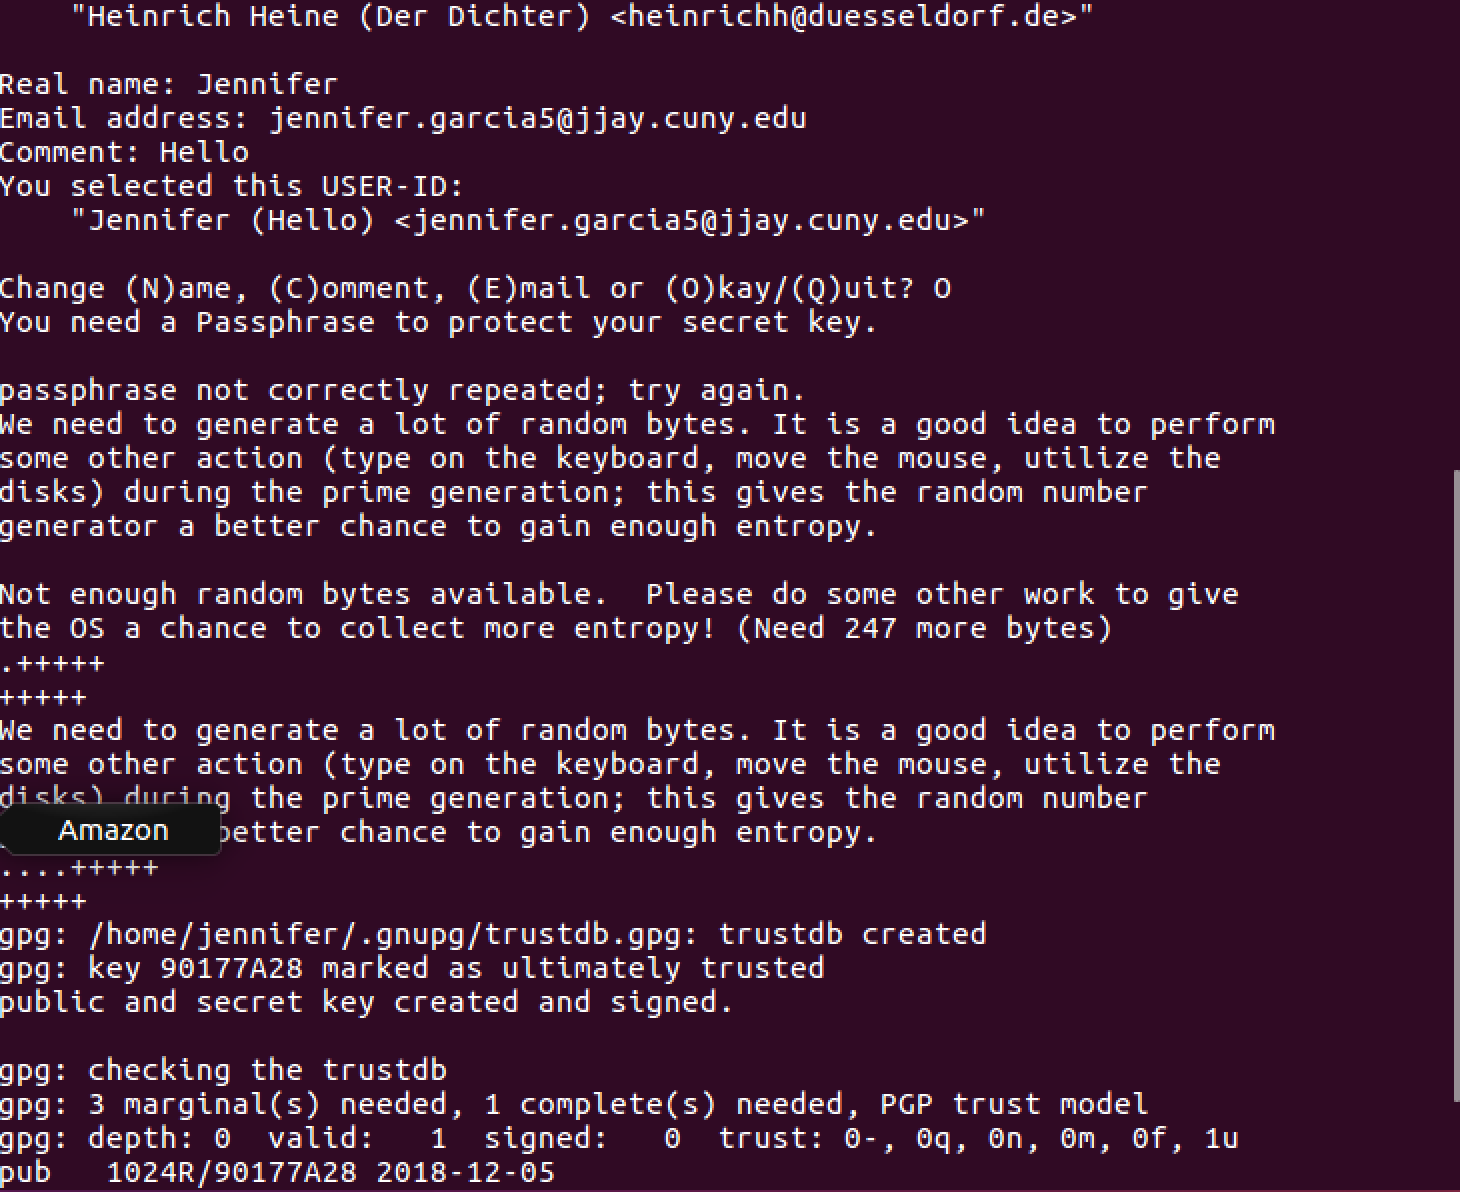 "Heinrich Heine (Der Dichter) <heinrichh@duesseldorf.de>"
Real name: Jennifer
Email address: jennifer.garcia5@jjay.cuny.edu
Comment: Hello
You selected this USER-ID:
"Jennifer (Hello) <jennifer.garcia5@jjay.cuny.edu>"
Change (N)ame, (C)omment, (E)mail or (O)kay/(Q)uit? O
You need a Passphrase to protect your secret key.
passphrase not correctly repeated; try again.
We need to generate a lot of random bytes. It is a good idea to perform
some other action (type on the keyboard, move the mouse, utilize the
disks) during the prime generation; this gives the random number
generator a better chance to gain enough entropy.
Not enough random bytes available.  Please do some other work to give
the OS a chance to collect more entropy! (Need 247 more bytes)
.+++++
+++++
We need to generate a lot of random bytes. It is a good idea to perform
some other action (type on the keyboard, move the mouse, utilize the
disks) during the prime generation; this gives the random number
Amazon
better chance to gain enough entropy.
....+++++
+++++
gpg: /home/jennifer/.gnupg/trustdb.gpg: trustdb created
gpg: key 90177A28 marked as ultimately trusted
public and secret key created and signed.
gpg: checking the trustdb
gpg: 3 marginal(s) needed, 1 complete(s) needed, PGP trust model
gpg: depth: 0  valid:   1  signed:   0  trust: 0-, 0q, 0n, 0m, 0f, 1u
pub   1024R/90177A28 2018-12-05